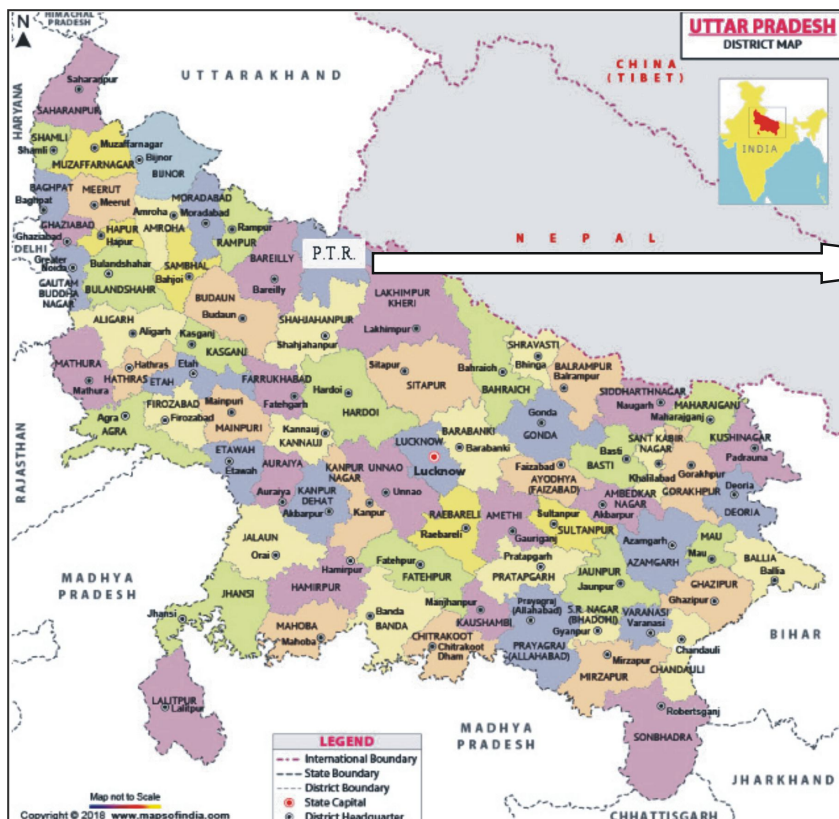 HIMACHAL
PRADESH
N
UTTAR PRADESH
DISTRICT MAP
UTTARAKHAND
CHINA
(TIBET)
INDIA
HARYANA
Saharanpur
SAHARANPUR
SHAMLI
Shamli
Muzaffarnagar
MUZAFFARNAGAR
Bijnor
BIJNOR
BAGHPAT
Baghpat
MEERUT
Meerut
MORADABAD
Moradabad
Amroha
AMROHA
GHAZIABAD
Ghaziabad
HAPUR
Hapur
Rampur
RAMPUR
DELHI
Greater
Noida
GAUTAM
BUDDHA
NAGAR
Bulandshahar
BULANDSHAHR
SAMBHAL
Bahjoi
BAREILLY
Bareilly
P.T.R.
NEPAL
BUDAUN
Budaun
SHAHJAHANPUR
Shahjahanpur
LAKHIMPUR
KHERI
Lakhimpur
ALIGARH
Aligarh
Kasganj
KASGANJ
MATHURA
Mathura
Hathras
HATHRAS
Etah
ETAH
FARRUKHABAD
Fatehgarh
Hardoi
HARDOI
Sitapur
SITAPUR
Bahraich
BAHRAICH
SHRAVASTI
Bhinga
BALRAMPUR
Balrampur
SIDDHARTHNAGAR
Naugarh
MAHARAJGANJ
Maharajganj
KUSHINAGAR
Padrauna
Agra
AGRA
FIROZABAD
Firozabad
Mainpuri
MAINPURI
Kannauj
KANNAUJ
RAJASTHAN
ETAWAH
Etawah
AURAIYA
Auraiya
KANPUR
DEHAT
Akbarpur
KANPUR
NAGAR
Kanpur
UNNAO
Unnao
LUCKNOW
Lucknow
BARABANKI
Barabanki
Gonda
GONDA
Basti
BASTI
SANT KABIR
NAGAR
Khalilabad
Gorakhpur
GORAKHPUR
Deoria
DEORIA
Faizabad
AYODHYA
(FAIZABAD)
AMBEDKAR
NAGAR
Akbarpur
RAEBARELI
Raebareli
AMETHI
Gauriganj
Sultanpur
SULTANPUR
Azamgarh
AZAMGARH
MAU
Mau
BALLIA
Ballia
JALAUN
Orai
Hamirpur
HAMIRPUR
Fatehpur
FATEHPUR
Pratapgarh
PRATAPGARH
JAUNPUR
Jaunpur
GHAZIPUR
Ghazipur
MADHYA
PRADESH
Jhansi
JHANSI
MAHOBA
Mahoba
Banda
BANDA
Manjhanpur
KAUSHAMBI
CHITRAKOOT
Chitrakoot
Dham
Prayagraj
(Allahabad)
PRAYAGRAJ
(ALLAHABAD)
S.R. NAGAR
(BHADOHI)
Gyanpur
VARANASI
Varanasi
Chandauli
CHANDAULI
BIHAR
Mirzapur
MIRZAPUR
LALITPUR
Lalitpur
Robertsganj
SONBHADRA
MADHYA
PRADESH
JHARKHAND
CHHATTISGARH
LEGEND
International Boundary
State Boundary
District Boundary
State Capital
District Headquarter
Map not to Scale
Copyright © 2018 www.mapsofindia.com